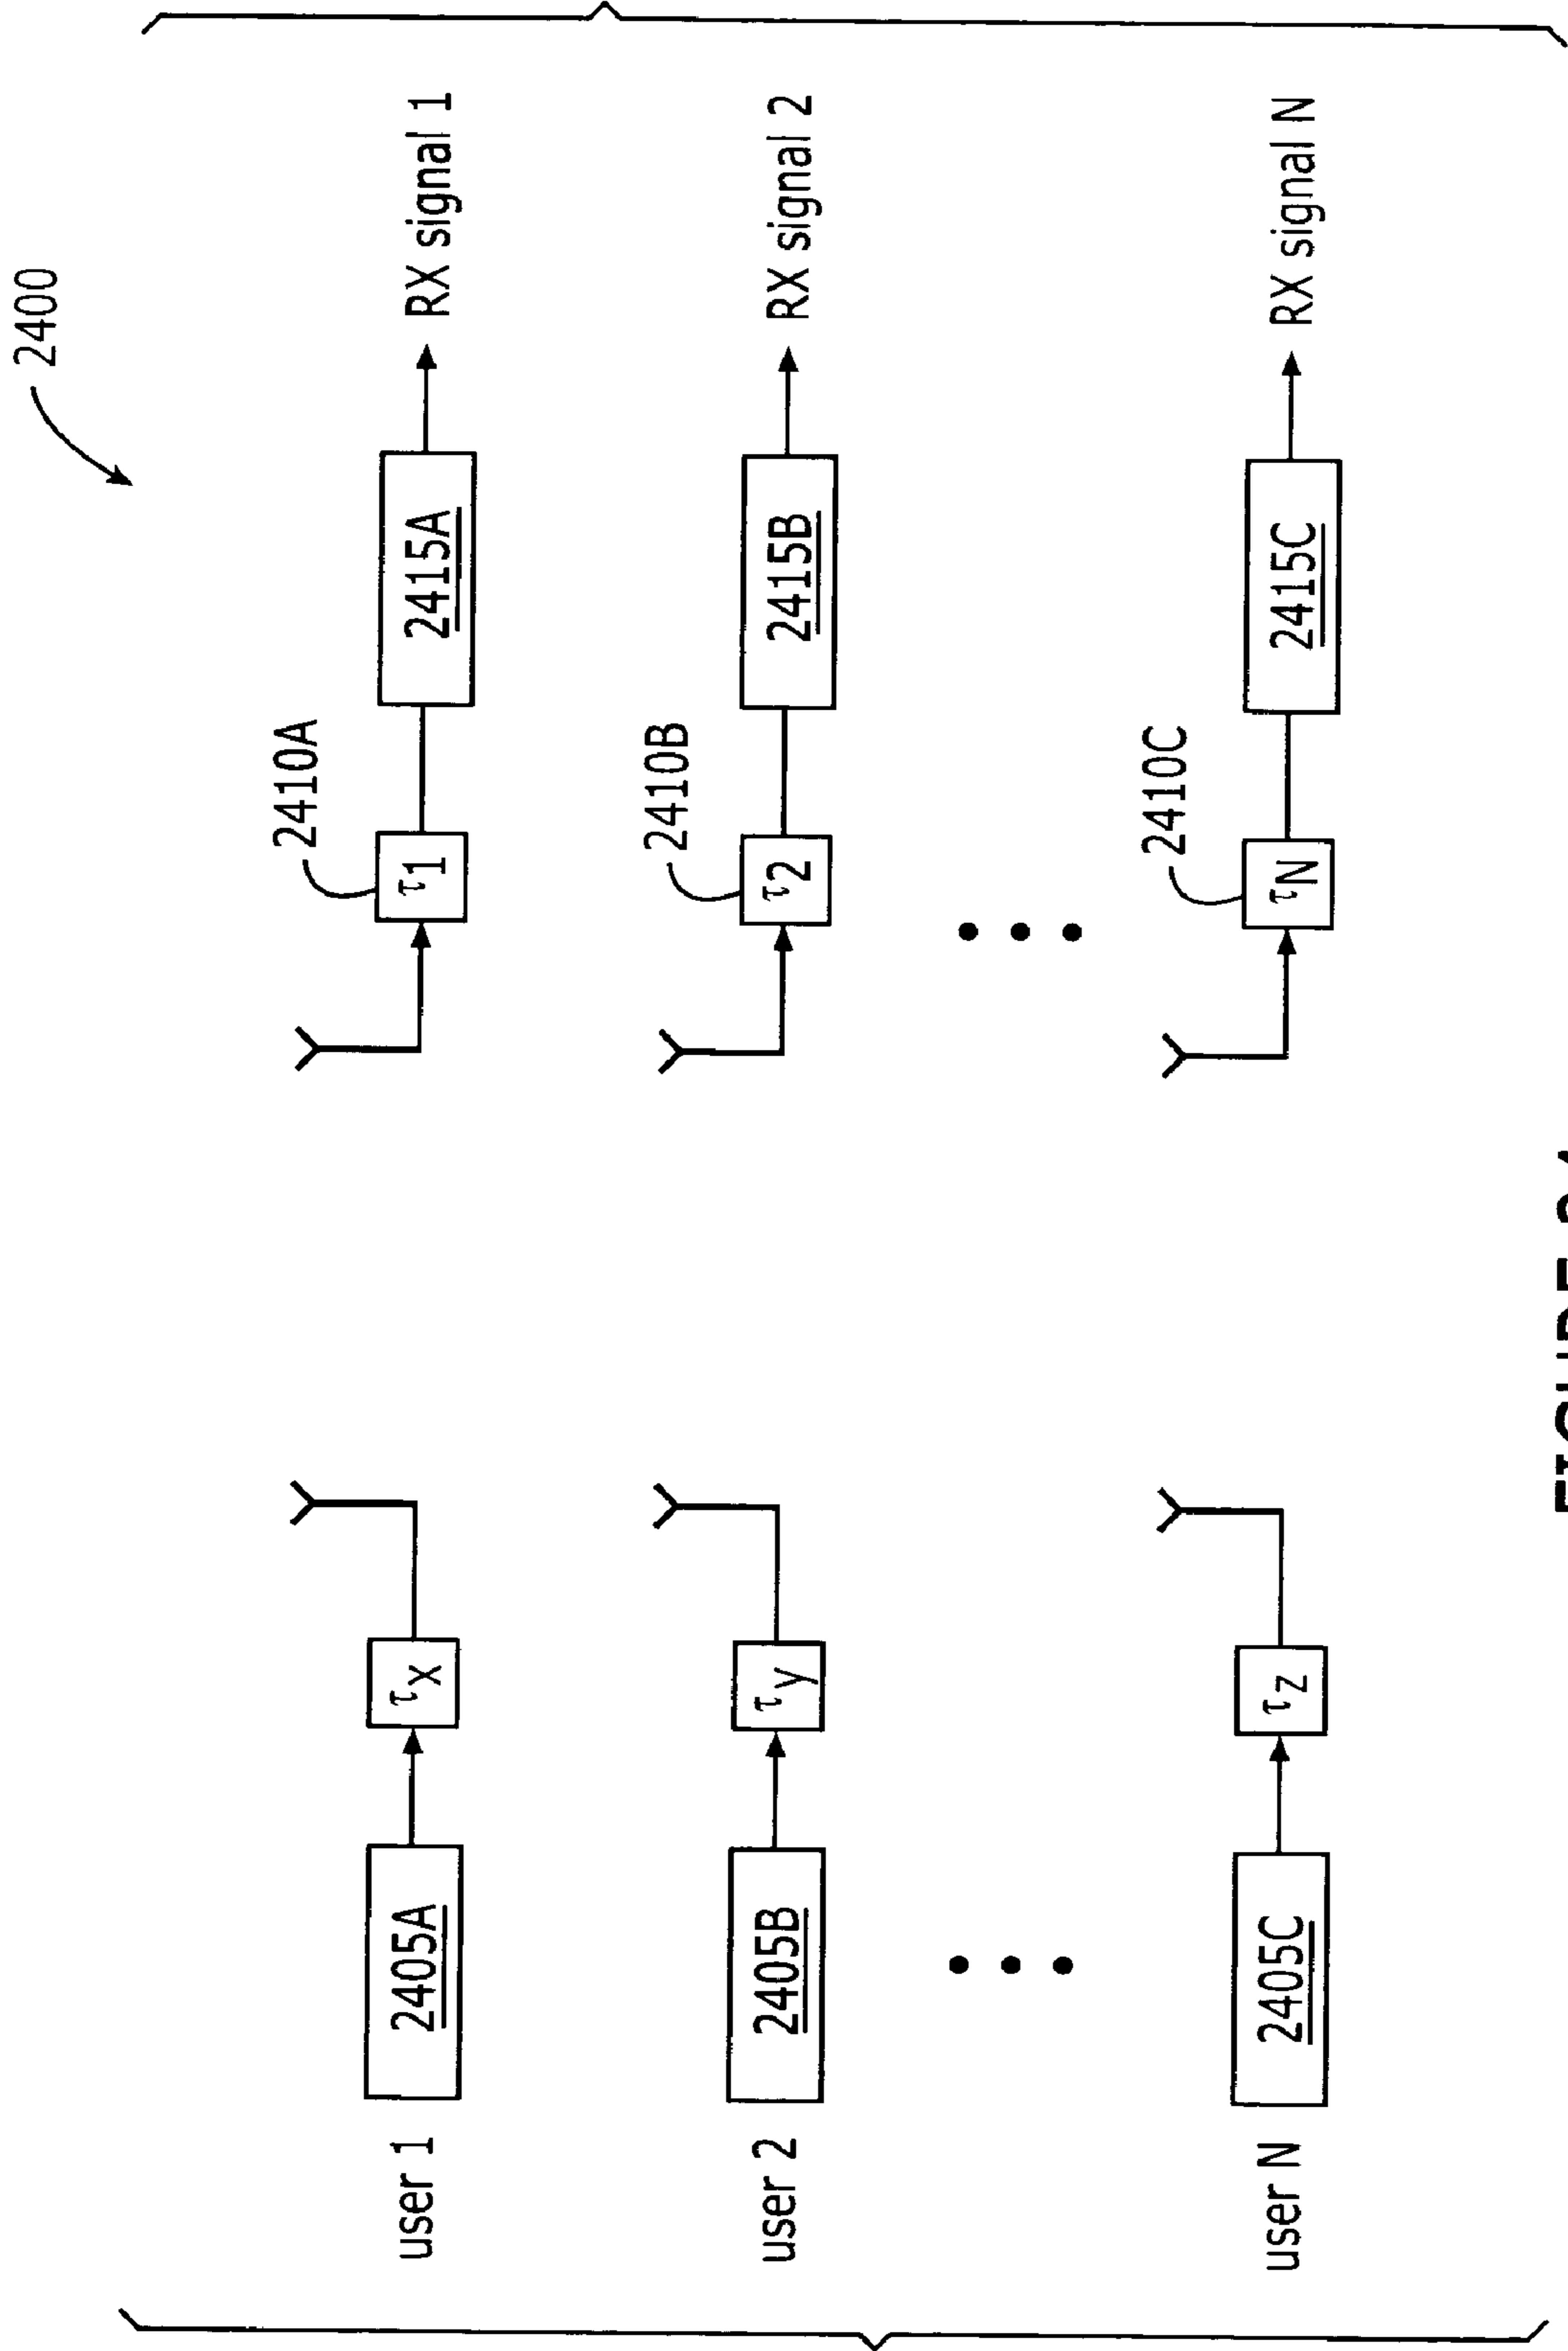 2400
user 1 2405A τx 2410A τ1 2415A RX signal 1
user 2 2405B τy 2410B τ2 2415B RX signal 2
user N 2405C τz 2410C τN 2415C RX signal N